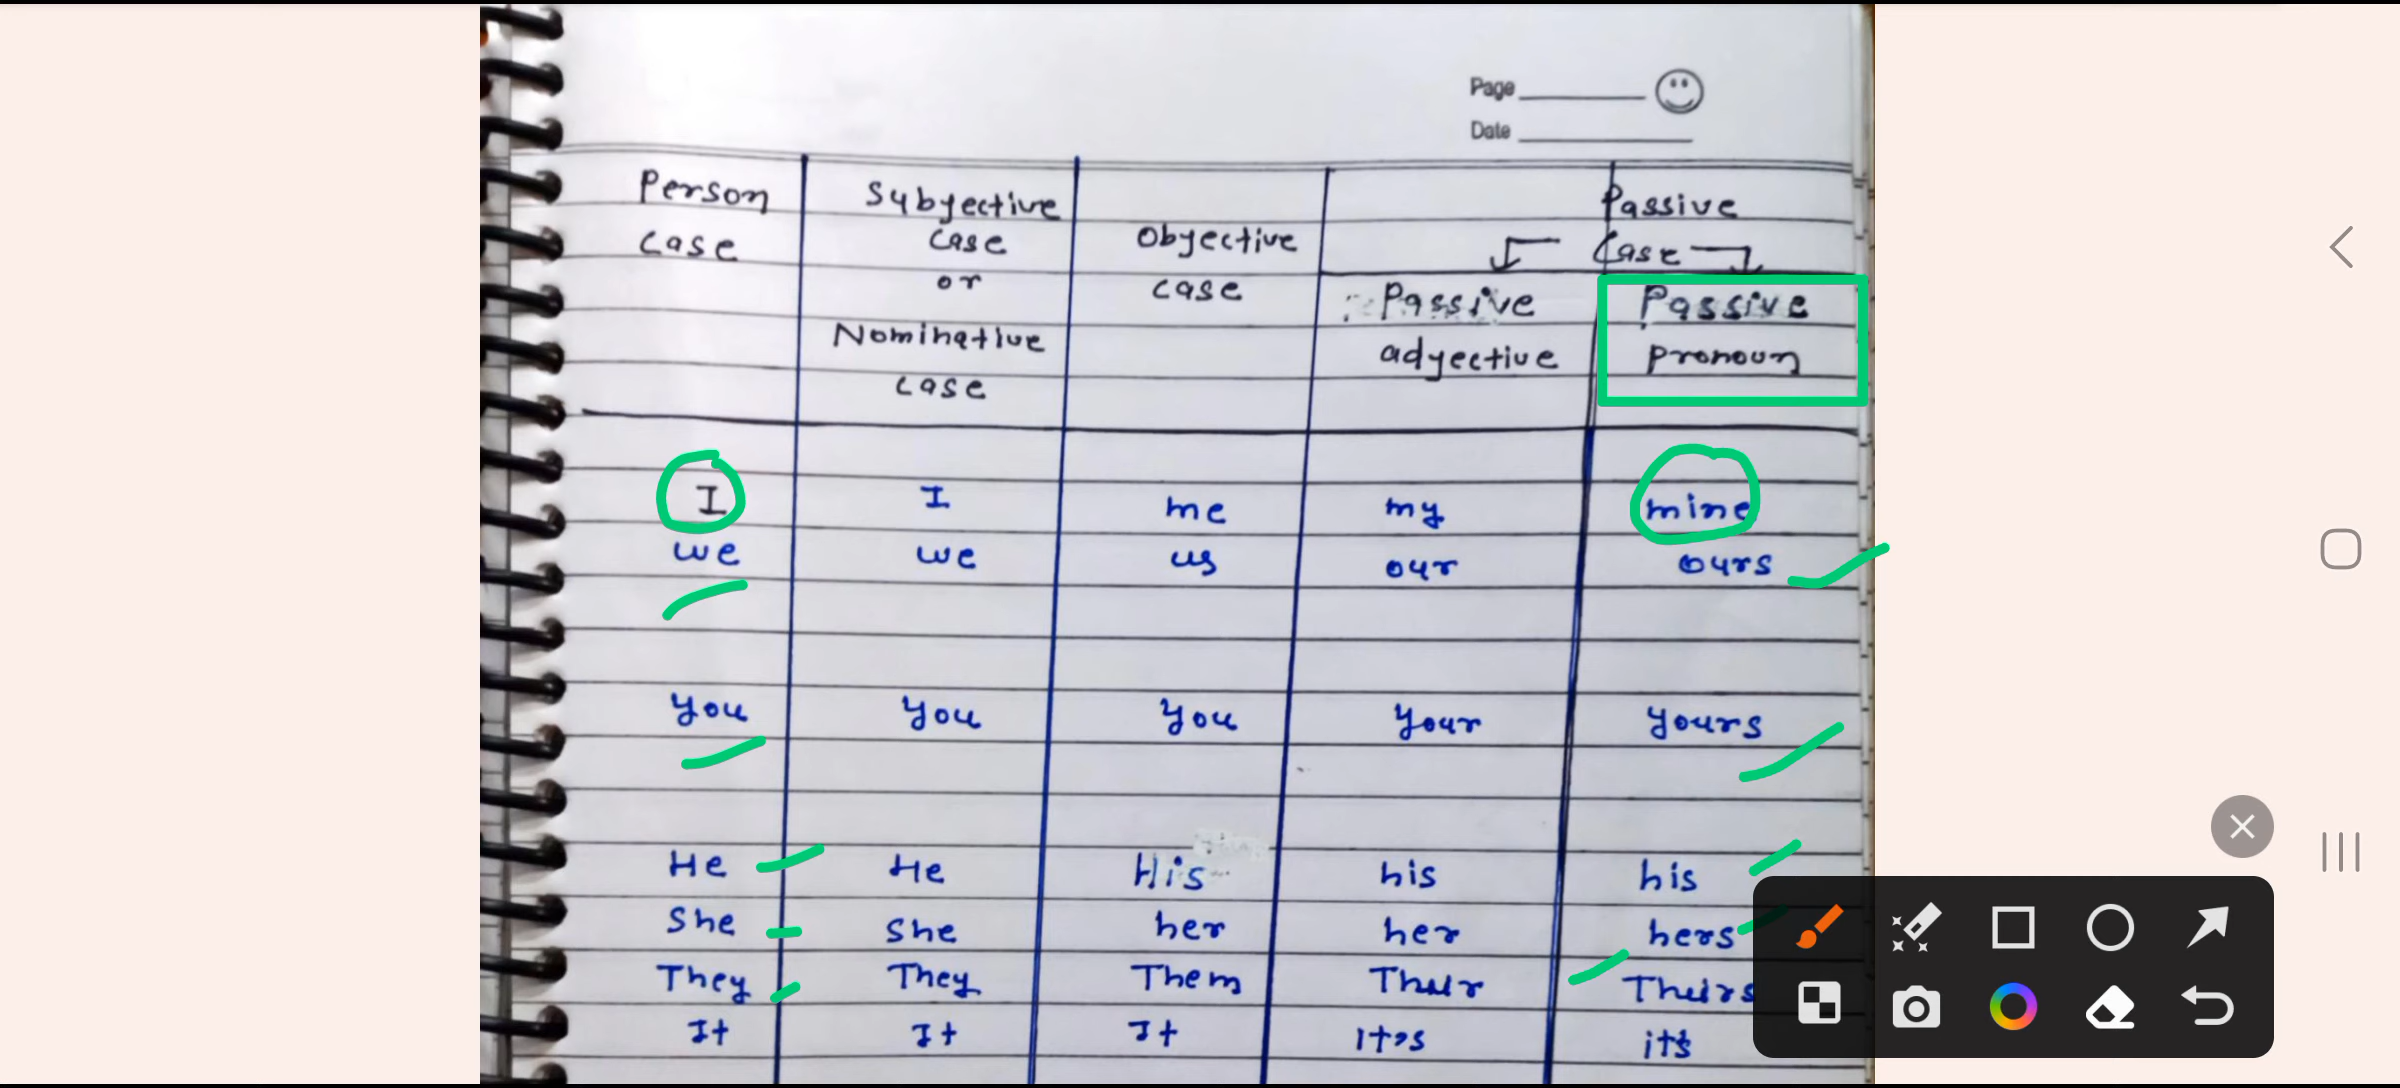 Page
Date
Person Subjective Passive
case case Objective Case
or case Passive Passive
Nominative adjective pronoun
case
I I me my mine
we we us our ours
you you you your yours
He He His his his
She She her her hers
They They Them Their Theirs
It It It It's it's